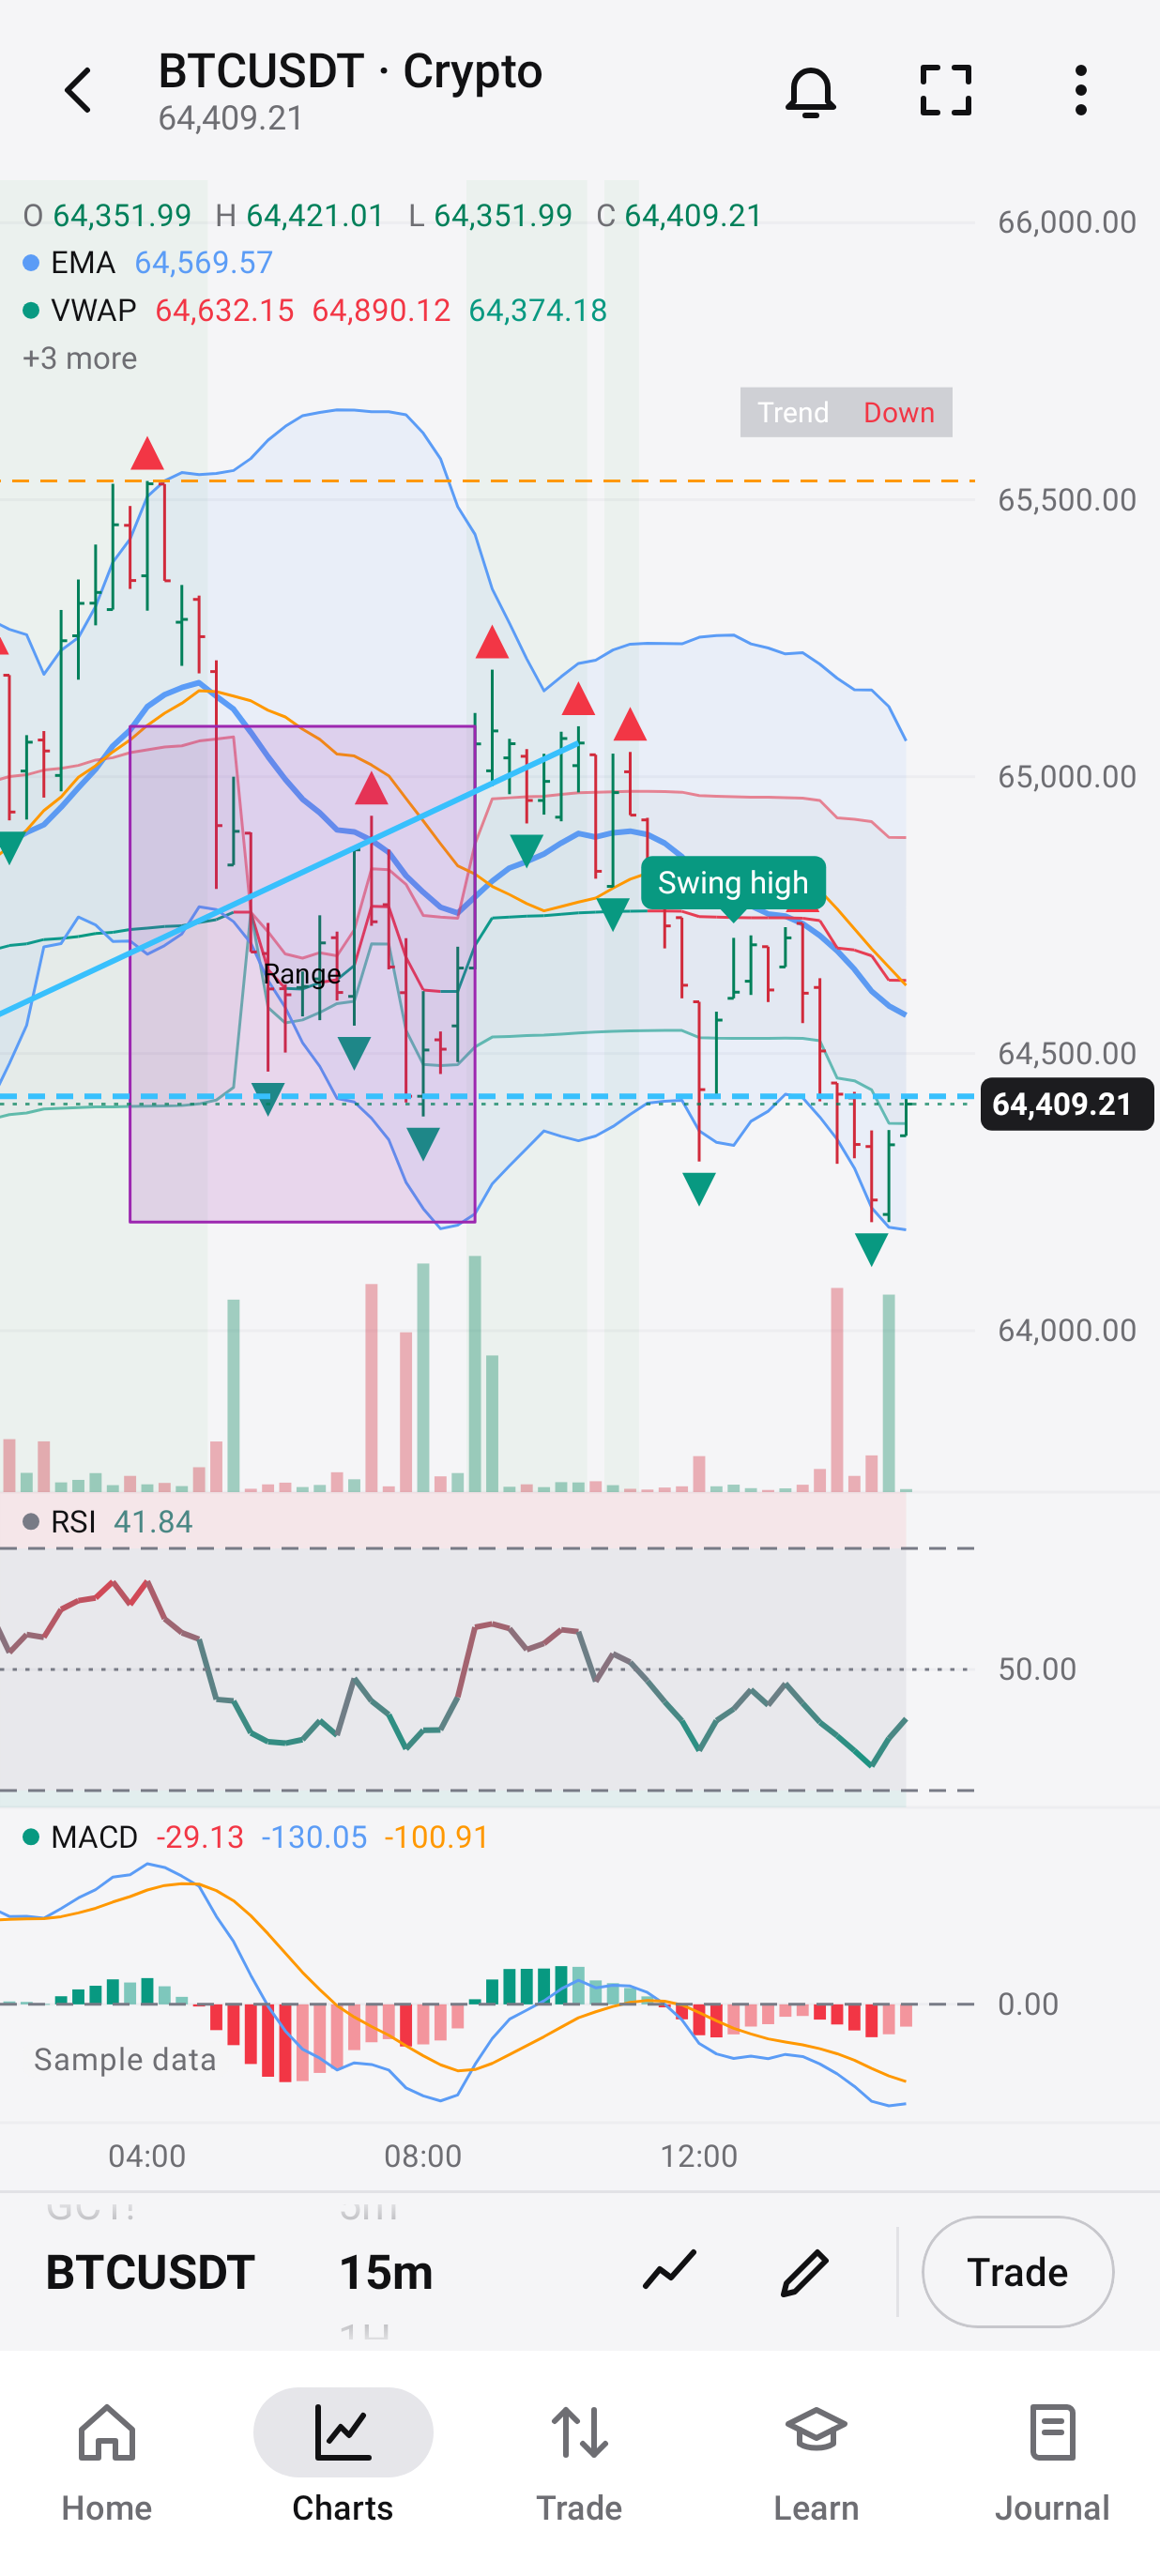 BTCUSDT · Crypto
64,409.21
O 64,351.99 H 64,421.01 L 64,351.99 C 64,409.21
66,000.00
EMA 64,569.57
VWAP 64,632.15 64,890.12 64,374.18
+3 more
Trend Down
65,500.00
65,000.00
Swing high
Range
64,500.00
64,409.21
64,000.00
RSI 41.84
50.00
MACD -29.13 -130.05 -100.91
0.00
Sample data
04:00 08:00 12:00
BTCUSDT 15m Trade
Home Charts Trade Learn Journal